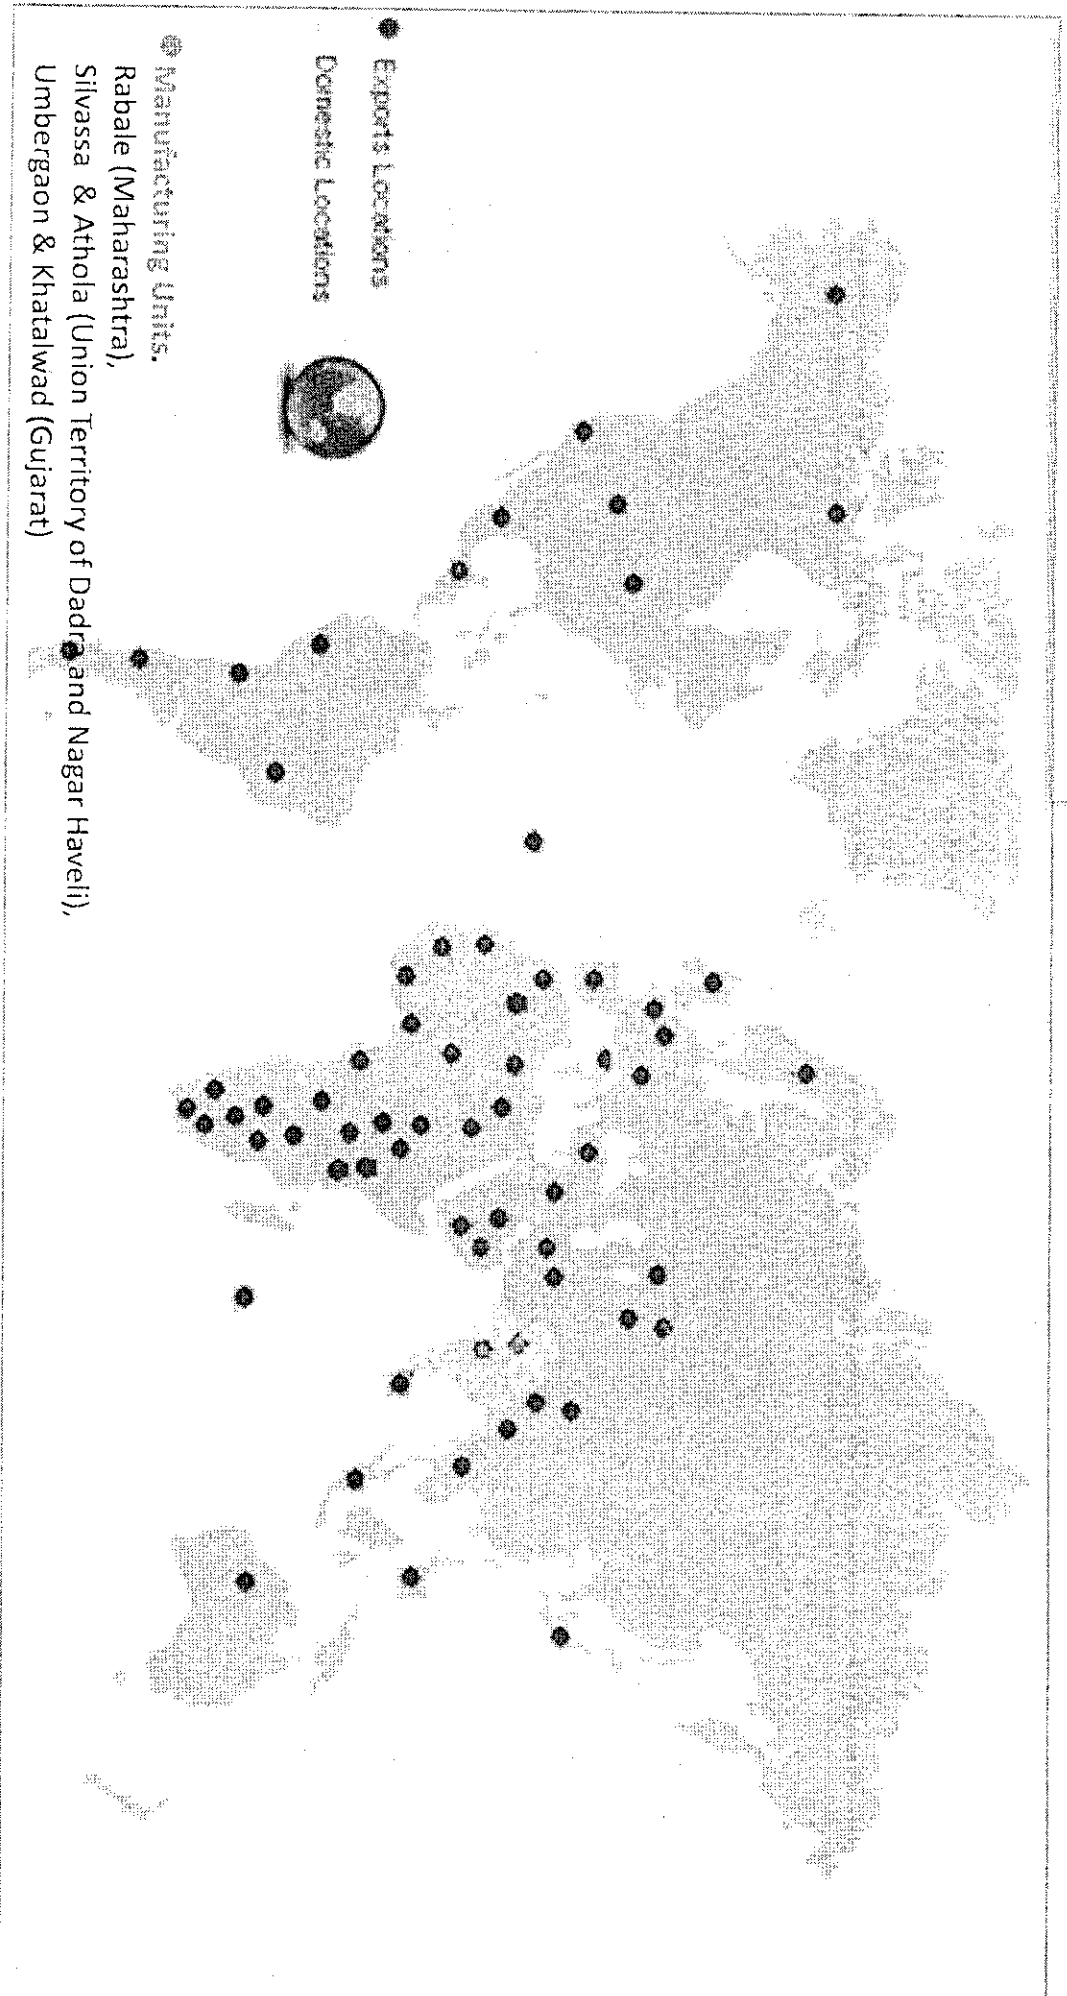 Exports Locations
Domestic Locations
Manufacturing Units.
Rabale (Maharashtra),
Silvassa & Athola (Union Territory of Dadra and Nagar Haveli),
Umbergaon & Khatalwad (Gujarat)